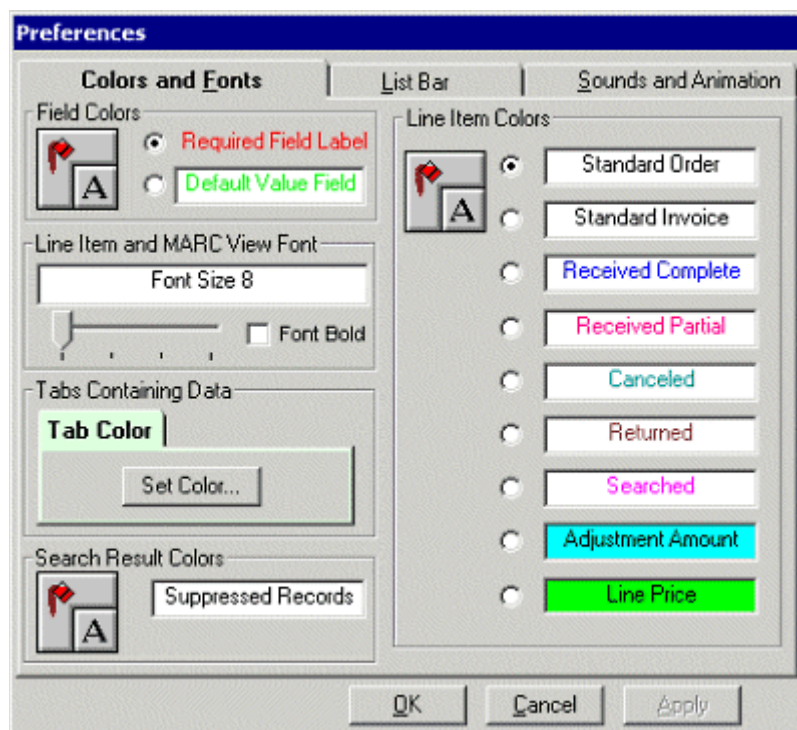 Preferences
Colors and Fonts
List Bar
Sounds and Animation
Field Colors
A
Required Field Label
Default Value Field
Line Item and MARC View Font
Font Size 8
Font Bold
Tabs Containing Data
Tab Color
Set Color...
Search Result Colors
A
Suppressed Records
Line Item Colors
A
Standard Order
Standard Invoice
Received Complete
Received Partial
Canceled
Returned
Searched
Adjustment Amount
Line Price
OK
Cancel
Apply